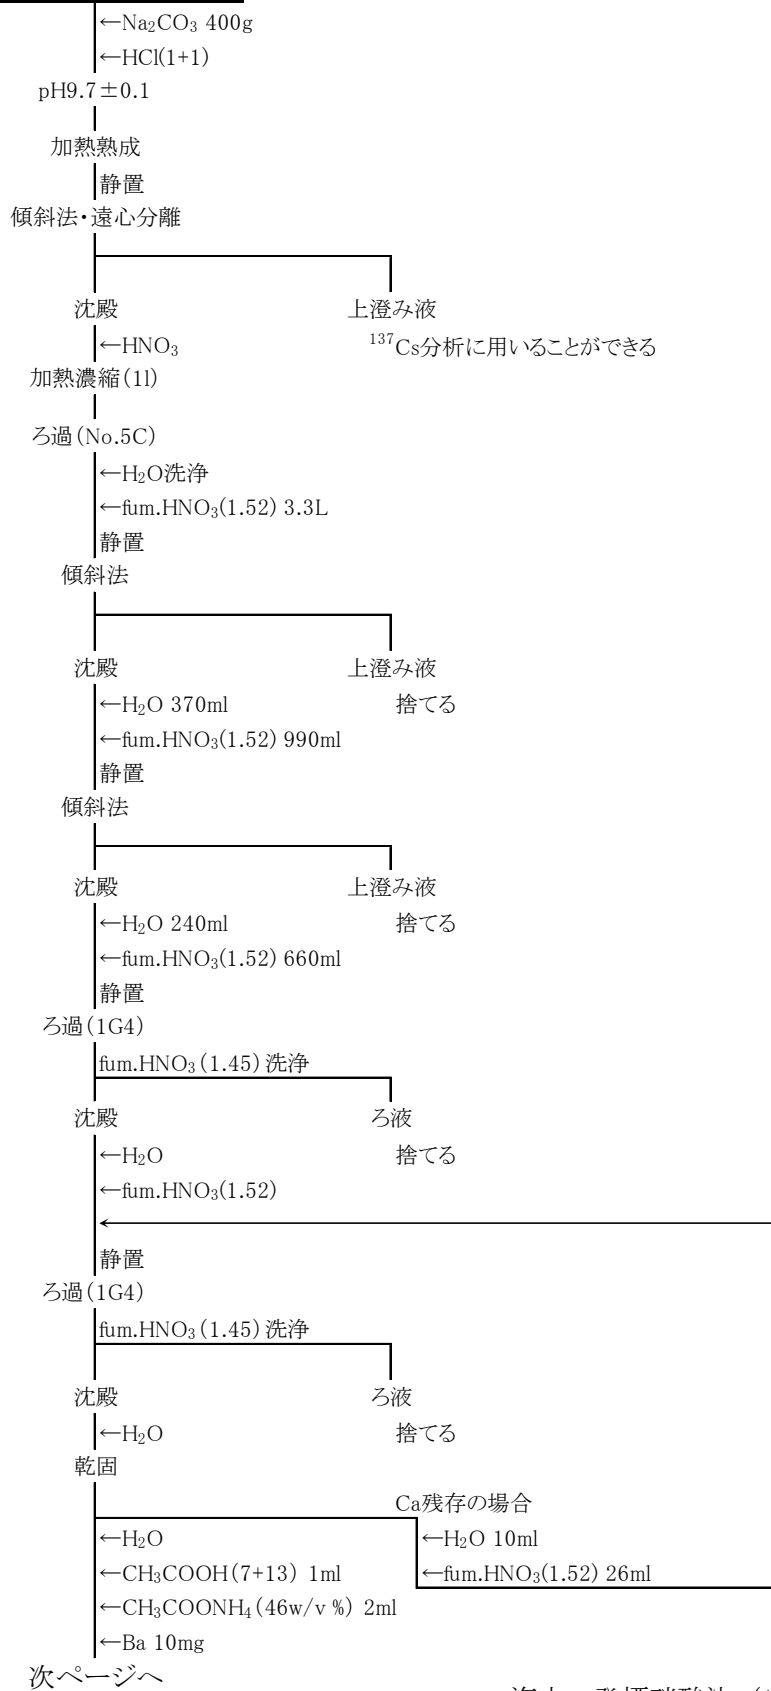 ←Na₂CO₃ 400g
←HCl(1+1)
pH9.7±0.1
加熱熟成
静置
傾斜法・遠心分離
沈殿 上澄み液
←HNO₃ ¹³⁷Cs分析に用いることができる
加熱濃縮(1l)
ろ過(No.5C)
←H₂O洗浄
←fum.HNO₃(1.52) 3.3L
静置
傾斜法
沈殿 上澄み液
←H₂O 370ml 捨てる
←fum.HNO₃(1.52) 990ml
静置
傾斜法
沈殿 上澄み液
←H₂O 240ml 捨てる
←fum.HNO₃(1.52) 660ml
静置
ろ過(1G4)
fum.HNO₃(1.45)洗浄
沈殿 ろ液
←H₂O 捨てる
←fum.HNO₃(1.52)
静置
ろ過(1G4)
fum.HNO₃(1.45)洗浄
沈殿 ろ液
←H₂O 捨てる
乾固
Ca残存の場合
←H₂O ←H₂O 10ml
←CH₃COOH(7+13) 1ml ←fum.HNO₃(1.52) 26ml
←CH₃COONH₄(46w/v %) 2ml
←Ba 10mg
次ページへ